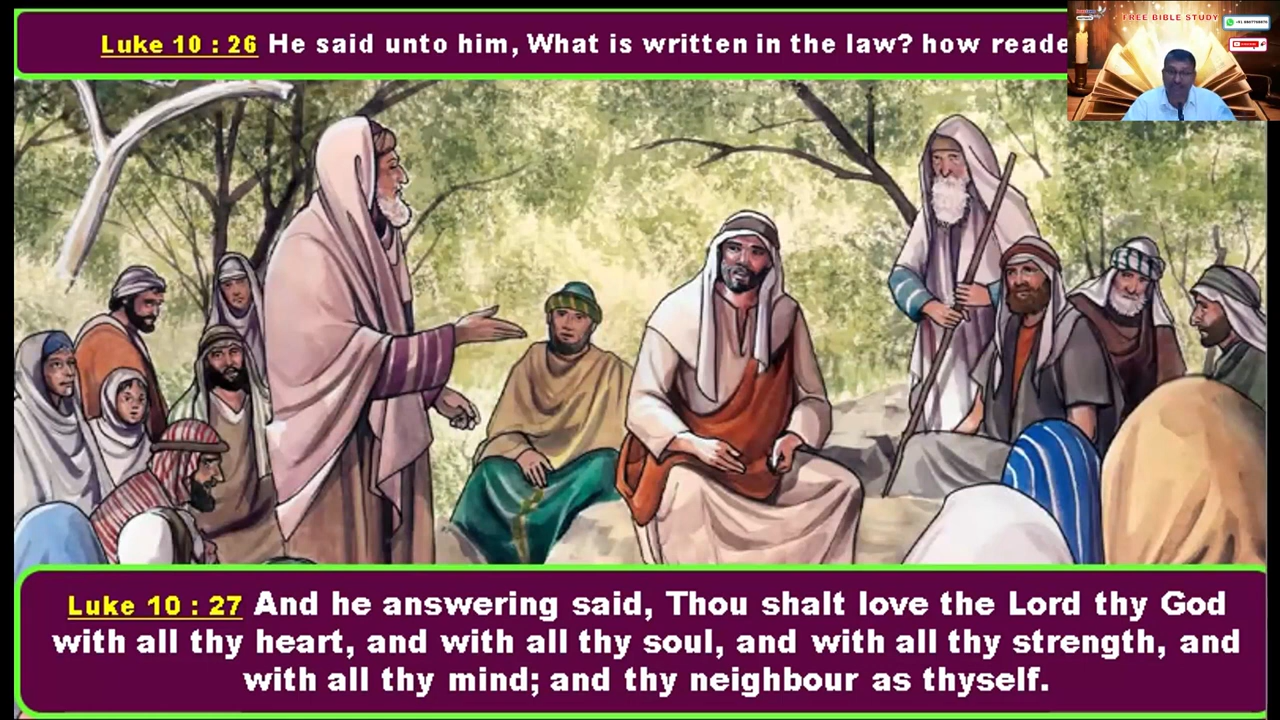 Luke 10 : 26 He said unto him, What is written in the law? how reade
FREE BIBLE STUDY
Luke 10 : 27 And he answering said, Thou shalt love the Lord thy God
with all thy heart, and with all thy soul, and with all thy strength, and
with all thy mind; and thy neighbour as thyself.